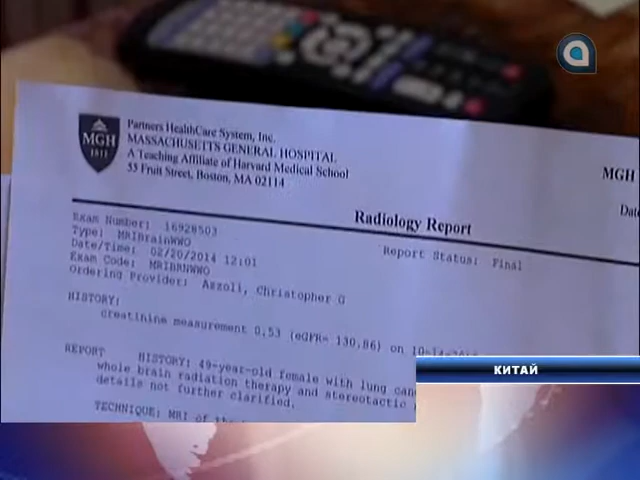 Partners HealthCare System, Inc.
MASSACHUSETTS GENERAL HOSPITAL
A Teaching Affiliate of Harvard Medical School
55 Fruit Street, Boston, MA 02114
MGH
1811
MGH
Radiology Report
Exam Number: 16928503
Type: MRIBrainWWO
Date/Time: 02/20/2014 12:01
Exam Code: MRIBRNWWO
Ordering Provider: Azzoli, Christopher G
Report Status: Final
HISTORY:
creatinine measurement 0.53 (eGFR= 130.86) on
REPORT HISTORY: 49-year-old female with lung
whole brain radiation therapy and stereotactic
details not further clarified.
TECHNIQUE: MRI of the
КИТАЙ